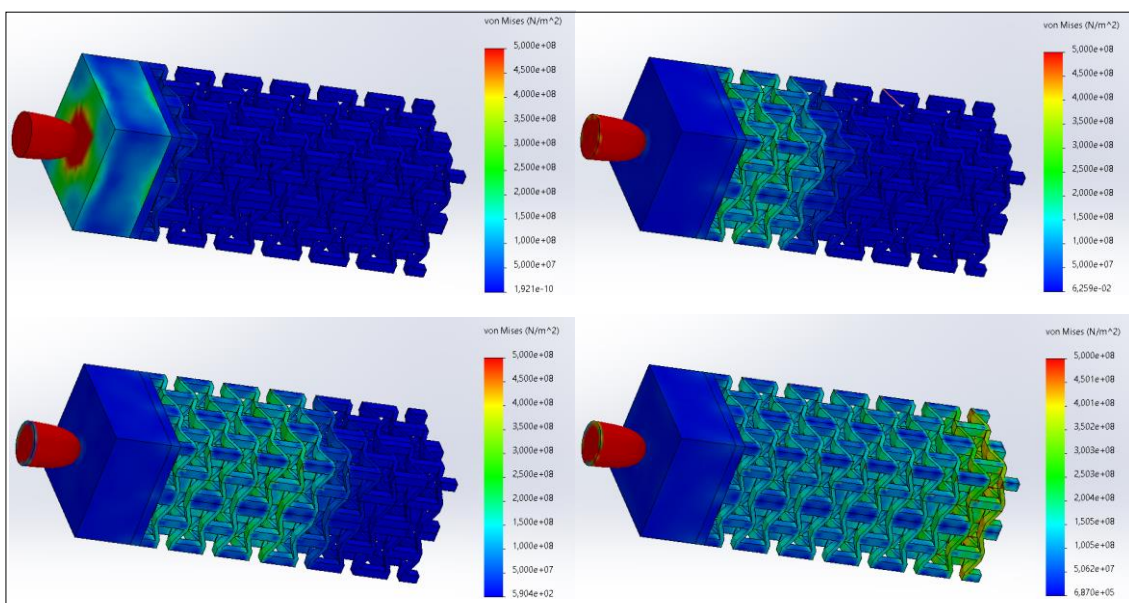 von Mises (N/m^2)
5,000e+08
4,500e+08
4,000e+08
3,500e+08
3,000e+08
2,500e+08
2,000e+08
1,500e+08
1,000e+08
5,000e+07
1,921e-10
von Mises (N/m^2)
5,000e+08
4,500e+08
4,000e+08
3,500e+08
3,000e+08
2,500e+08
2,000e+08
1,500e+08
1,000e+08
5,000e+07
6,259e-02
von Mises (N/m^2)
5,000e+08
4,500e+08
4,000e+08
3,500e+08
3,000e+08
2,500e+08
2,000e+08
1,500e+08
1,000e+08
5,000e+07
5,904e+02
von Mises (N/m^2)
5,000e+08
4,501e+08
4,001e+08
3,502e+08
3,003e+08
2,503e+08
2,004e+08
1,505e+08
1,005e+08
5,062e+07
6,870e+05